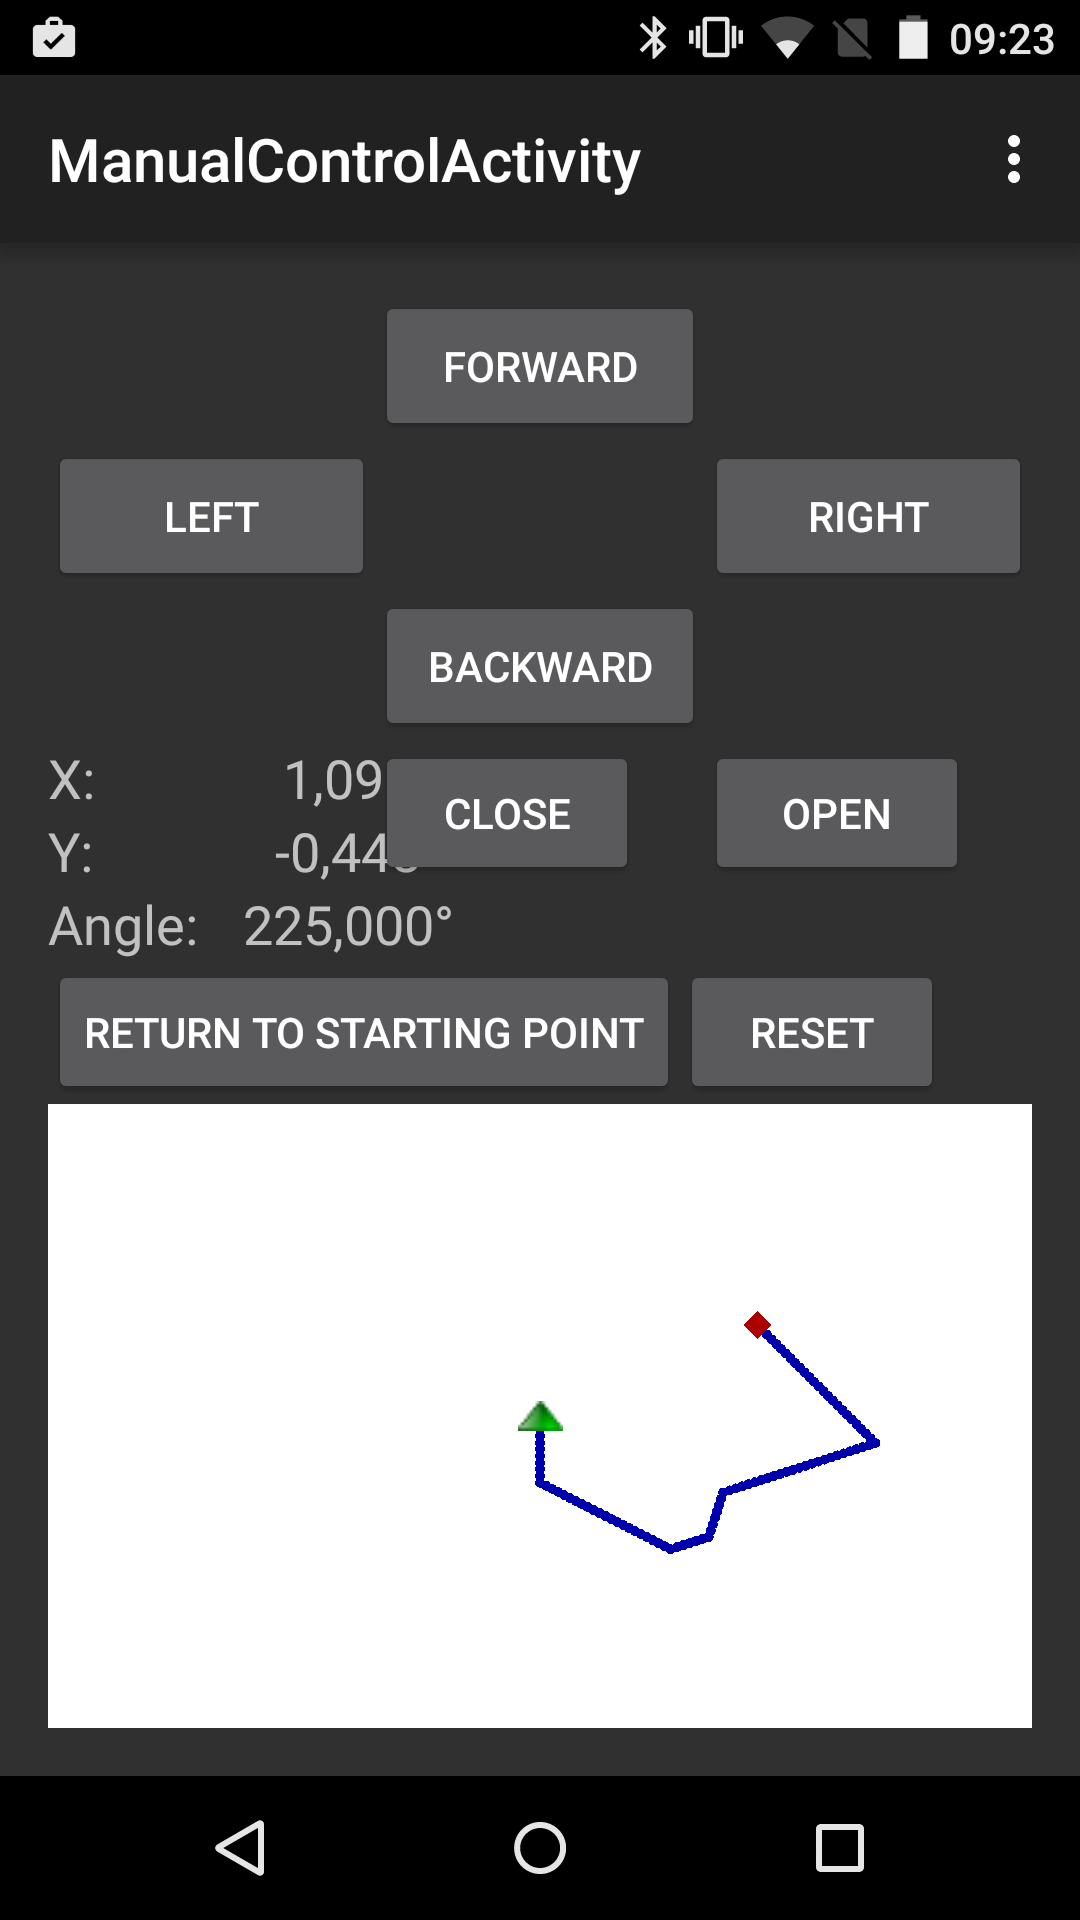 09:23
ManualControlActivity
FORWARD
LEFT RIGHT
BACKWARD
X: 1,09
CLOSE OPEN
Y: -0,44
Angle: 225,000°
RETURN TO STARTING POINT RESET